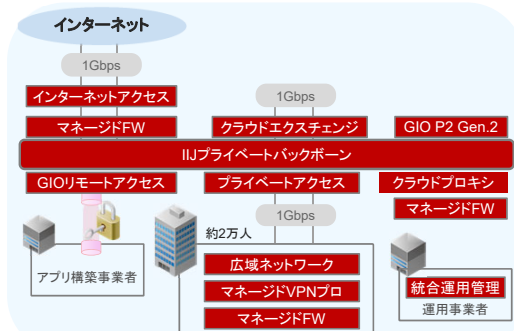 インターネット
1Gbps
インターネットアクセス
マネージドFW
1Gbps
クラウドエクスチェンジ
GIO P2 Gen.2
IIJプライベートバックボーン
GIOリモートアクセス
プライベートアクセス
クラウドプロキシ
マネージドFW
1Gbps
約2万人
アプリ構築事業者
広域ネットワーク
マネージドVPNプロ
マネージドFW
統合運用管理
運用事業者